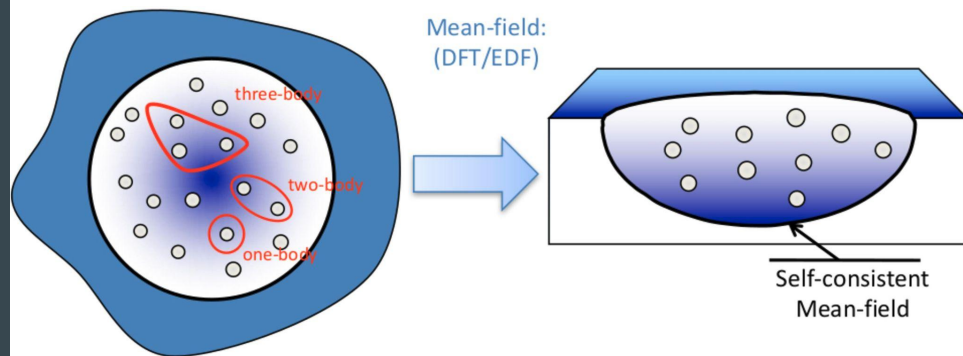 Mean-field:
(DFT/EDF)
three-body
two-body
one-body
Self-consistent
Mean-field